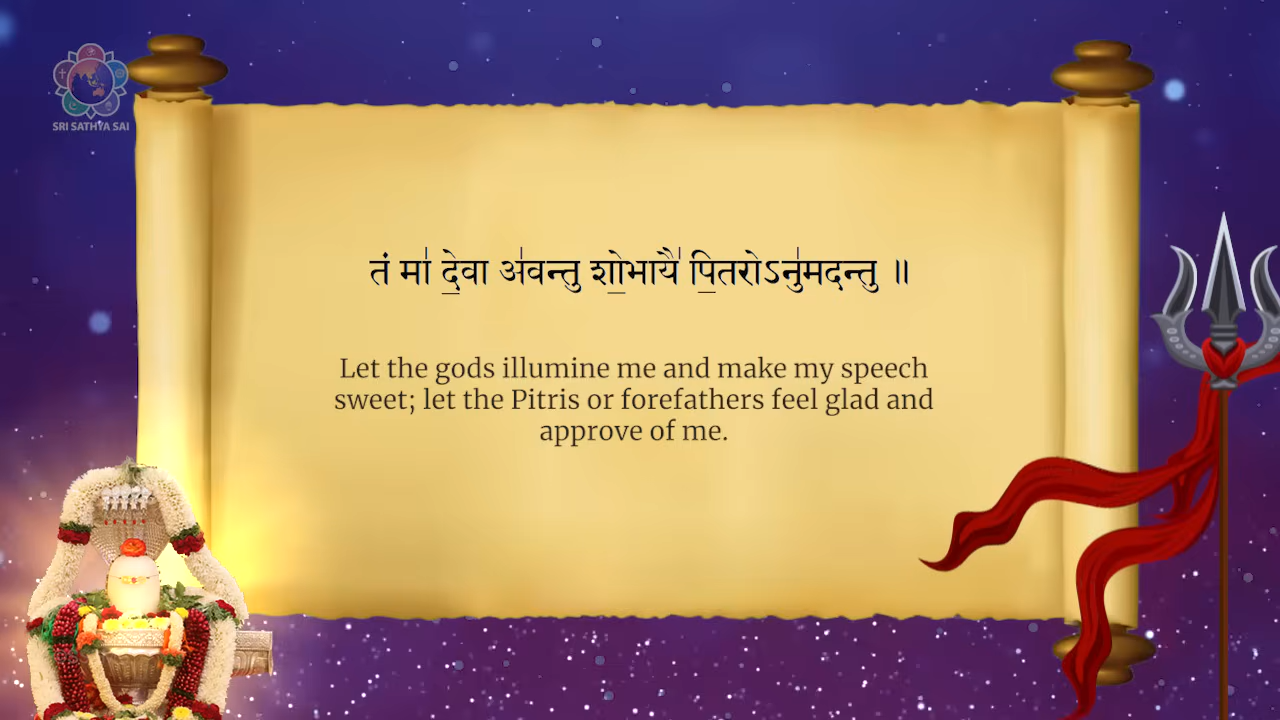 SRI SATHYA SAI
तं मा॑ दे॒वा अ॑वन्तु शो॒भायै॑ पि॒तरोऽनु॑मदन्तु ॥
Let the gods illumine me and make my speech
sweet; let the Pitris or forefathers feel glad and
approve of me.